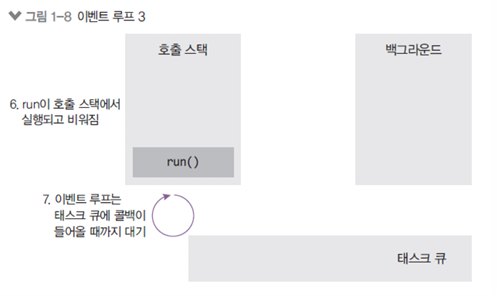 그림 1-8 이벤트 루프 3
호출 스택
백그라운드
6. run이 호출 스택에서
실행되고 비워짐
run()
7. 이벤트 루프는
태스크 큐에 콜백이
들어올 때까지 대기
태스크 큐